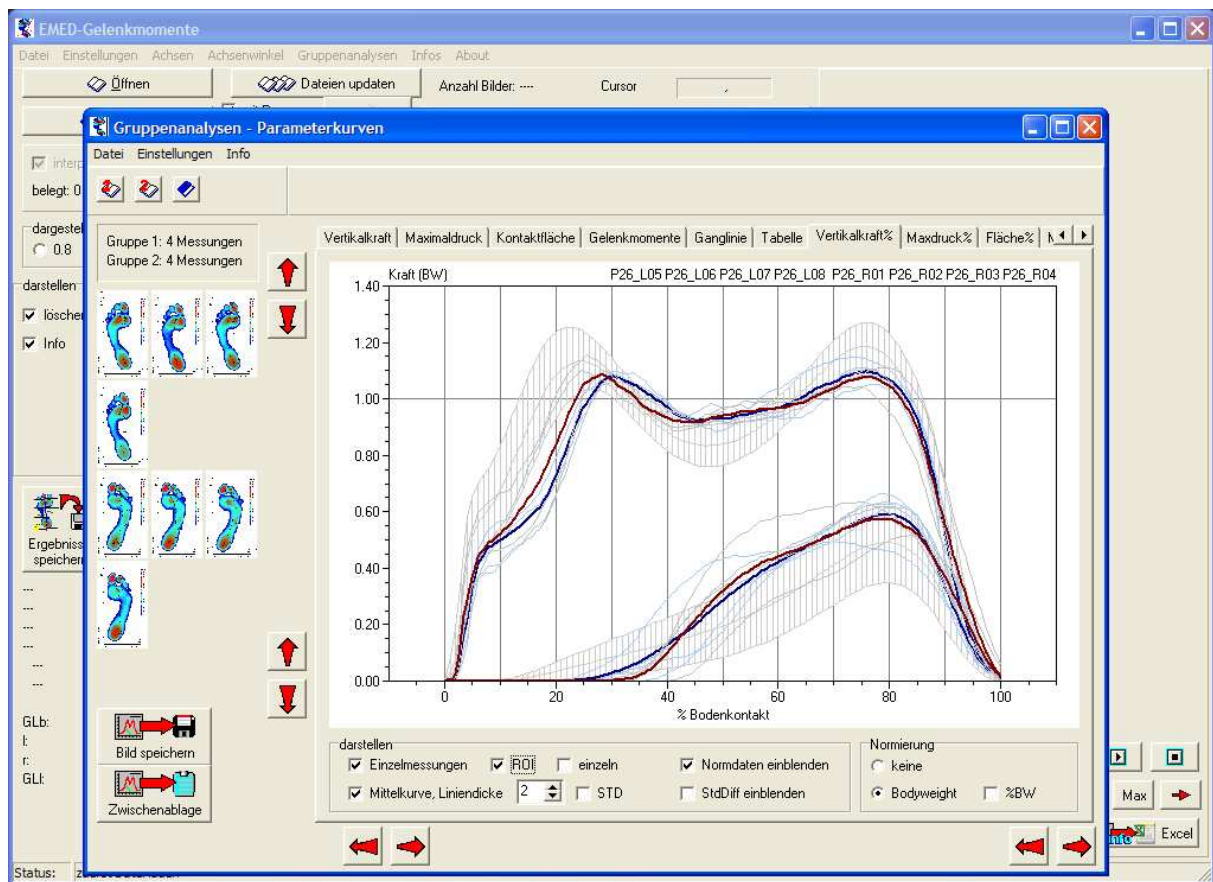 EMED-Gelenkmomente
Datei Einstellungen Achsen Achsenwinkel Gruppenanalysen Infos About
Öffnen Dateien updaten Anzahl Bilder: ---- Cursor ,
Gruppenanalysen - Parameterkurven
Datei Einstellungen Info
belegt: 0
0.8
darstellen
Info
Gruppe 1: 4 Messungen
Gruppe 2: 4 Messungen
Vertikalkraft Maximaldruck Kontaktfläche Gelenkmomente Ganglinie Tabelle Vertikalkraft% Maxdruck% Fläche%
Kraft (BW) P26_L05 P26_L06 P26_L07 P26_L08 P26_R01 P26_R02 P26_R03 P26_R04
1.40
1.20
1.00
0.80
0.60
0.40
0.20
0.00
0 20 40 60 80 100
% Bodenkontakt
darstellen
Einzelmessungen ROI einzeln Normdaten einblenden
Mittelkurve, Liniendicke 2 STD StdDiff einblenden
Normierung
keine
Bodyweight %BW
Bild speichern
Zwischenablage
---
---
---
---
---
---
GLb:
l:
r:
GLl:
Max
Excel
Status: